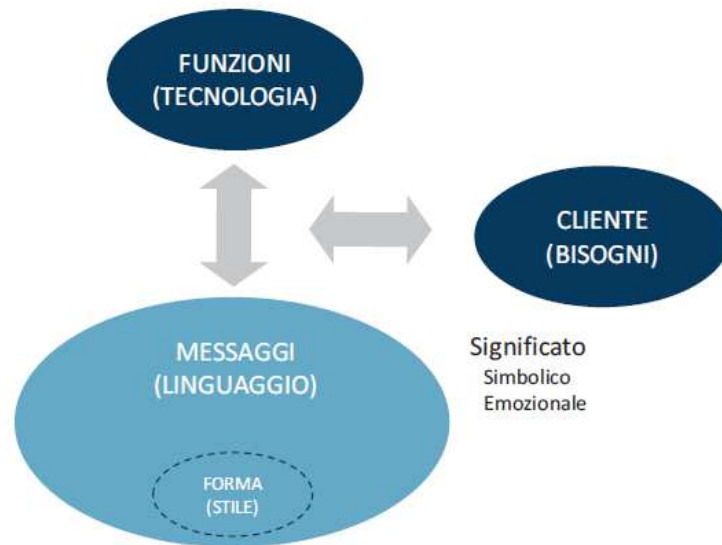 FUNZIONI
(TECNOLOGIA)
CLIENTE
(BISOGNI)
MESSAGGI
(LINGUAGGIO)
Significato
Simbolico
Emozionale
FORMA
(STILE)